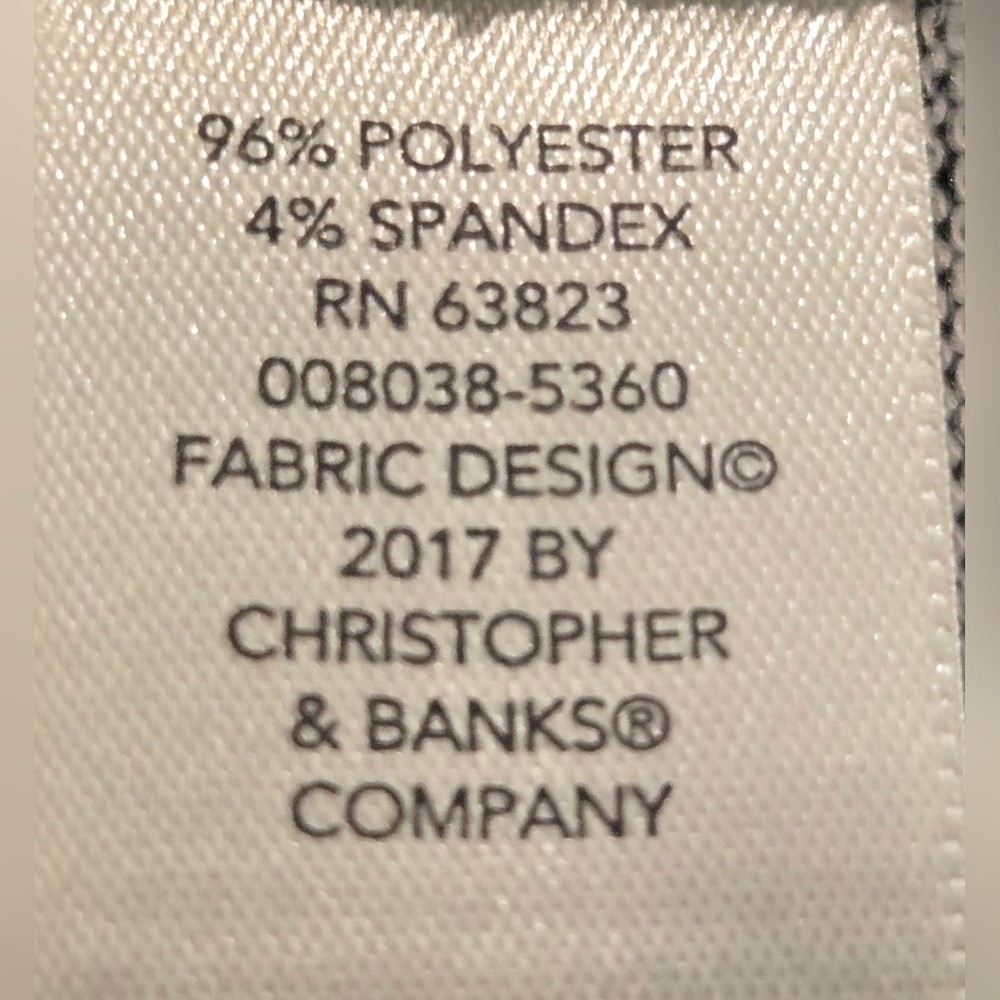 96% POLYESTER
4% SPANDEX
RN 63823
008038-5360
FABRIC DESIGN©
2017 BY
CHRISTOPHER
& BANKS®
COMPANY